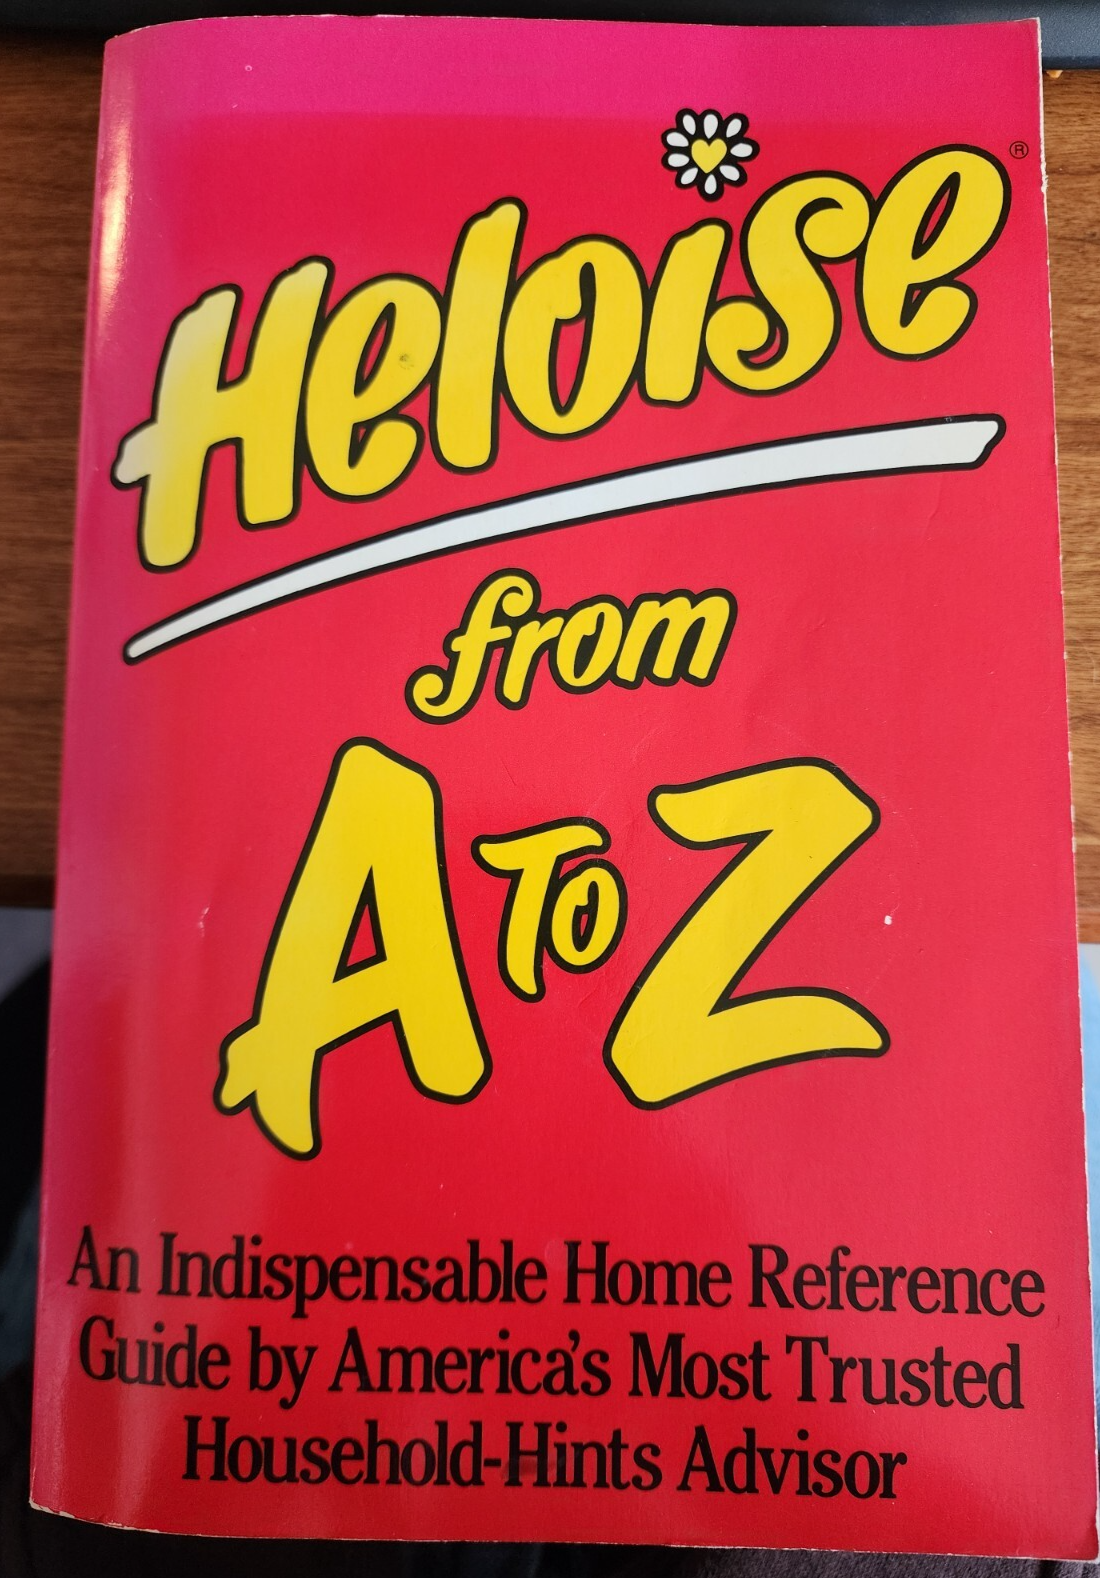 Heloise®
from
A To Z
An Indispensable Home Reference
Guide by America's Most Trusted
Household-Hints Advisor